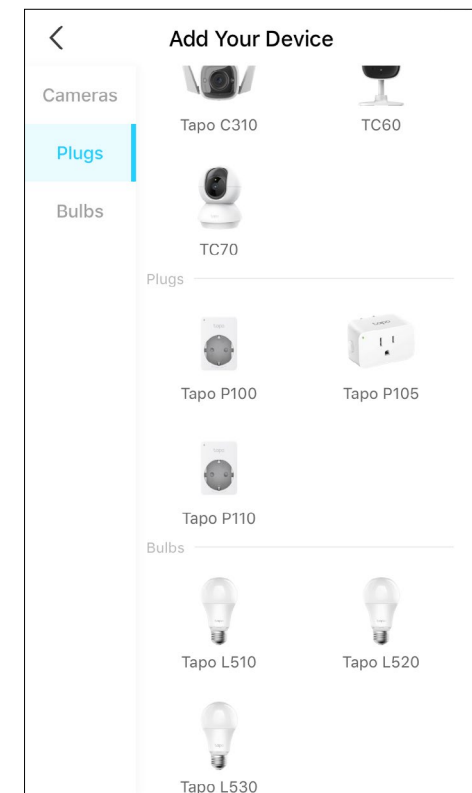 Add Your Device
Cameras
Plugs
Bulbs
Tapo C310
TC60
TC70
Plugs
Tapo P100
Tapo P105
Tapo P110
Bulbs
Tapo L510
Tapo L520
Tapo L530